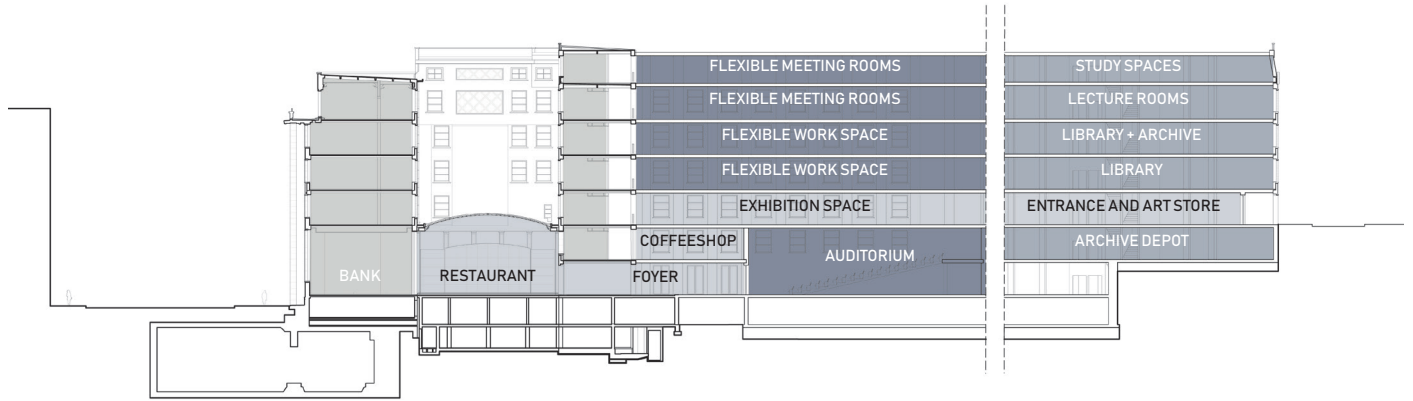 FLEXIBLE MEETING ROOMS
STUDY SPACES
FLEXIBLE MEETING ROOMS
LECTURE ROOMS
FLEXIBLE WORK SPACE
LIBRARY + ARCHIVE
FLEXIBLE WORK SPACE
LIBRARY
EXHIBITION SPACE
ENTRANCE AND ART STORE
COFFEESHOP
ARCHIVE DEPOT
AUDITORIUM
BANK
RESTAURANT
FOYER